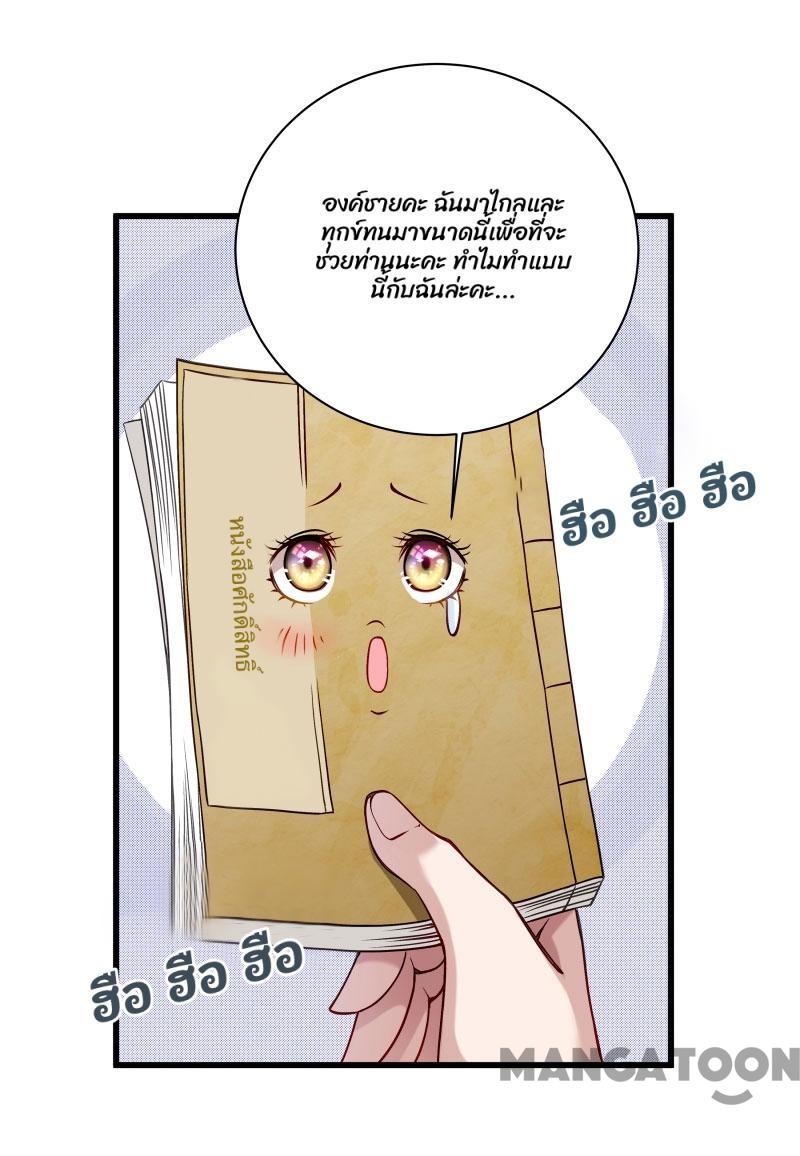 องค์ชายคะ ฉันมาไกลและ
ทุกข์ทนมาขนาดนี้เพื่อที่จะ
ช่วยท่านนะคะ ทำไมทำแบบ
นี้กับฉันล่ะคะ...
ฮือ ฮือ ฮือ
หนังสือศักดิ์สิทธิ์
ฮือ ฮือ ฮือ
MANGATOON